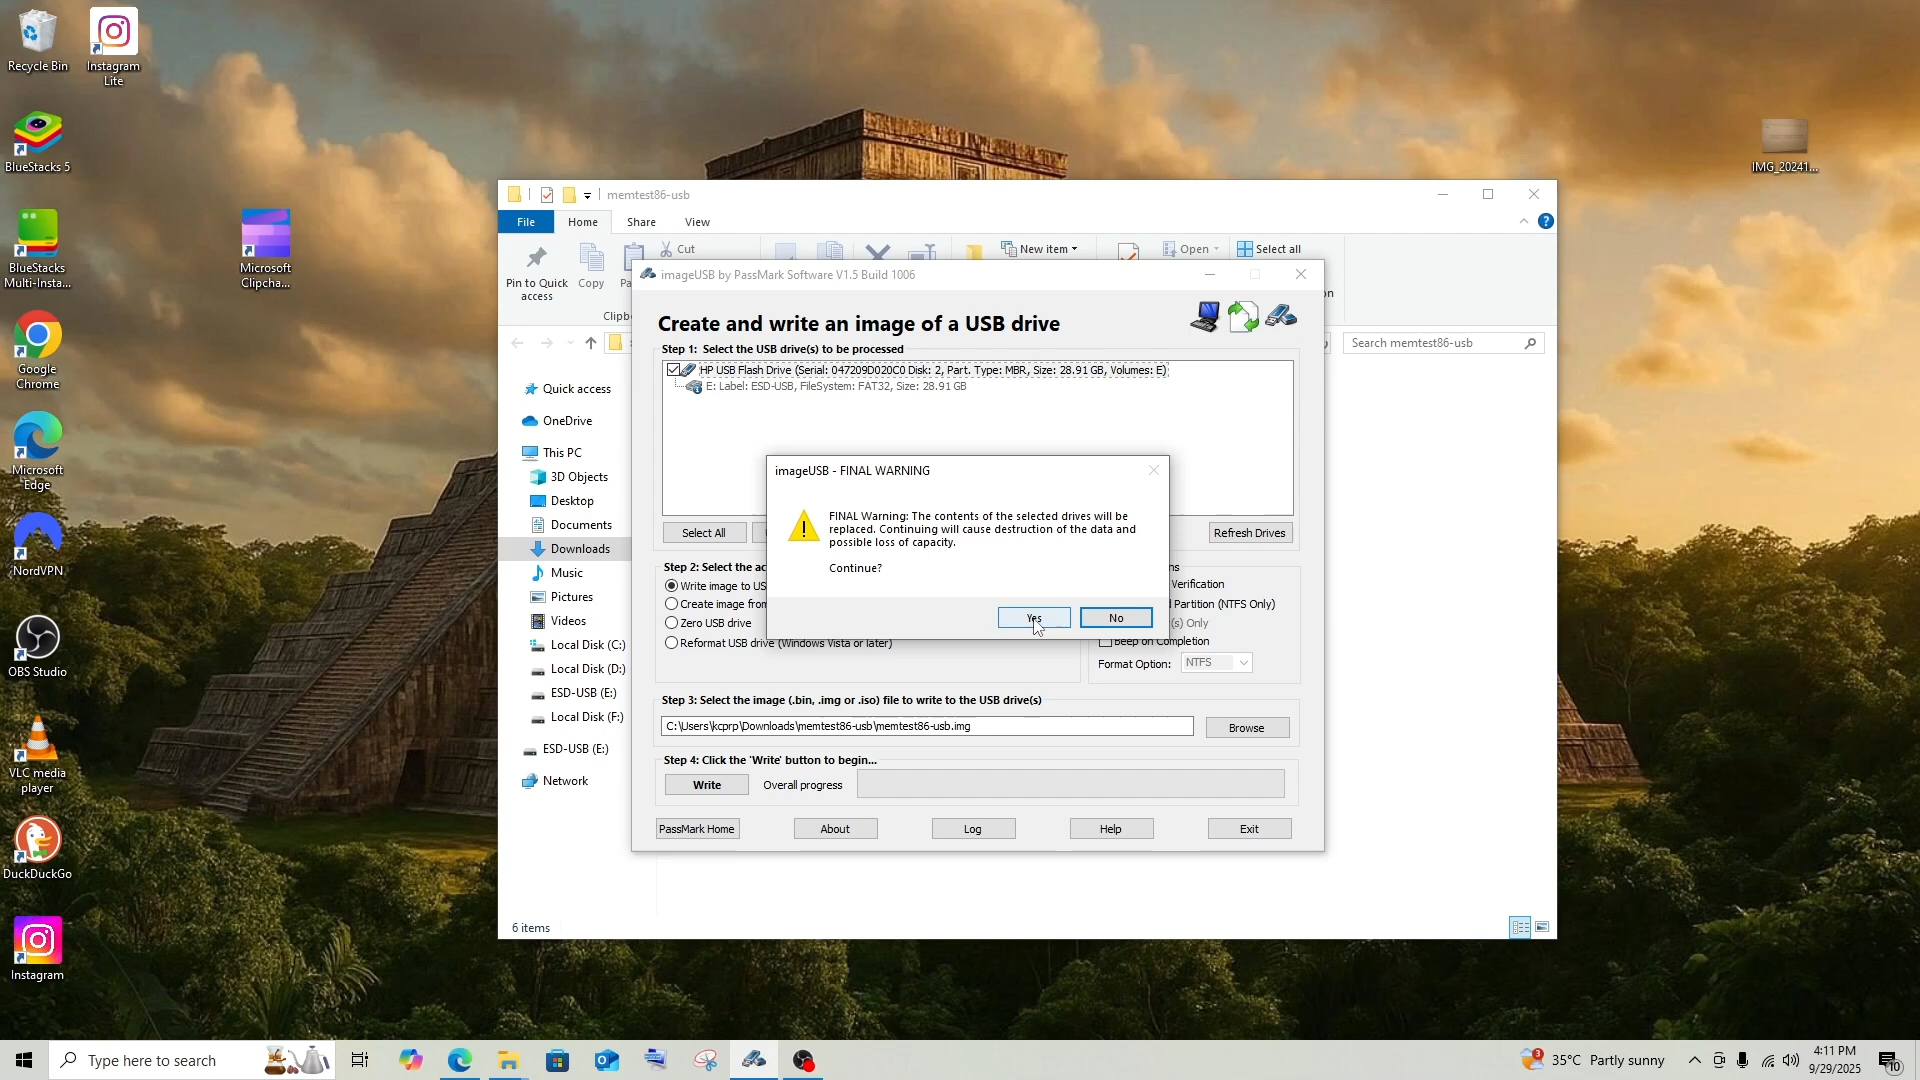 Recycle Bin
Instagram
Lite
BlueStacks 5
BlueStacks
Multi-Insta...
Microsoft
Clipcha...
Google
Chrome
Microsoft
Edge
NordVPN
OBS Studio
VLC media
player
DuckDuckGo
Instagram
IMG_20241...
memtest86-usb
File
Home
Share
View
Pin to Quick
access
Copy
Cut
New item
Open
Select all
Search memtest86-usb
Quick access
OneDrive
This PC
3D Objects
Desktop
Documents
Downloads
Music
Pictures
Videos
Local Disk (C:)
Local Disk (D:)
ESD-USB (E:)
Local Disk (F:)
ESD-USB (E:)
Network
6 items
imageUSB by PassMark Software V1.5 Build 1006
Create and write an image of a USB drive
Step 1: Select the USB drive(s) to be processed
HP USB Flash Drive (Serial: 047209D020C0 Disk: 2, Part. Type: MBR, Size: 28.91 GB, Volumes: E)
E: Label: ESD-USB, FileSystem: FAT32, Size: 28.91 GB
Select All
Refresh Drives
imageUSB - FINAL WARNING
FINAL Warning: The contents of the selected drives will be
replaced. Continuing will cause destruction of the data and
possible loss of capacity.
Continue?
Yes
No
Step 2: Select the ac
Write image to US
Create image from
Zero USB drive
Reformat USB drive (Windows Vista or later)
Verification
Partition (NTFS Only)
(s) Only
Beep on Completion
Format Option:
NTFS
Step 3: Select the image (.bin, .img or .iso) file to write to the USB drive(s)
C:\Users\kcprp\Downloads\memtest86-usb\memtest86-usb.img
Browse
Step 4: Click the 'Write' button to begin...
Write
Overall progress
PassMark Home
About
Log
Help
Exit
Type here to search
35°C Partly sunny
4:11 PM
9/29/2025